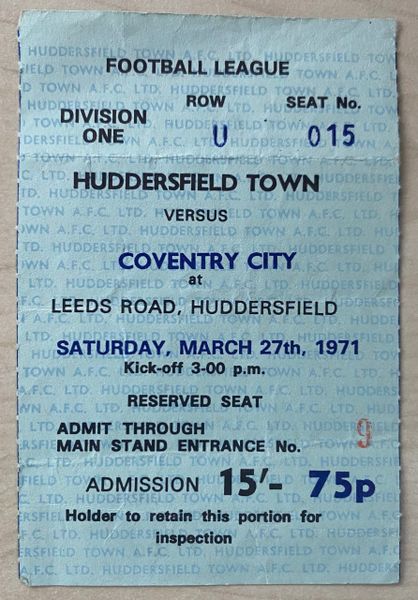 FOOTBALL LEAGUE
DIVISION ONE ROW U SEAT No. 015
HUDDERSFIELD TOWN
VERSUS
COVENTRY CITY
at
LEEDS ROAD, HUDDERSFIELD
SATURDAY, MARCH 27th, 1971
Kick-off 3-00 p.m.
RESERVED SEAT
ADMIT THROUGH
MAIN STAND ENTRANCE No. 9
ADMISSION 15'/- 75p
Holder to retain this portion for
inspection